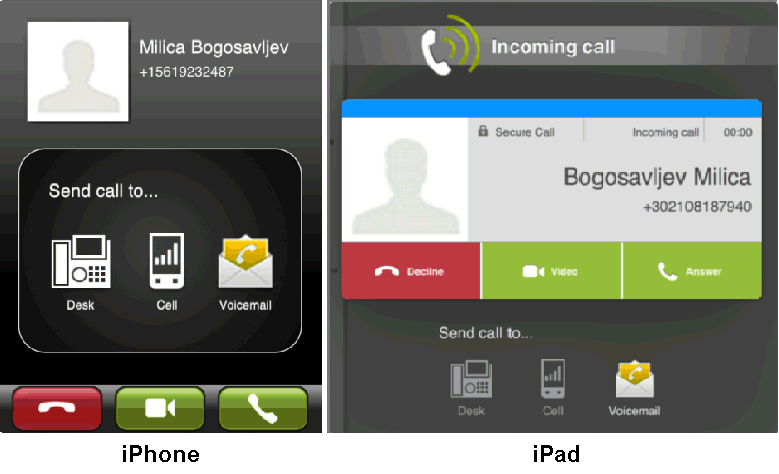 Milica Bogosavljev
+15619232487
Send call to...
Desk Cell Voicemail
Incoming call
Secure Call Incoming call 00:00
Bogosavljev Milica
+302108187940
Decline Video Answer
Send call to...
Desk Cell Voicemail
iPhone iPad